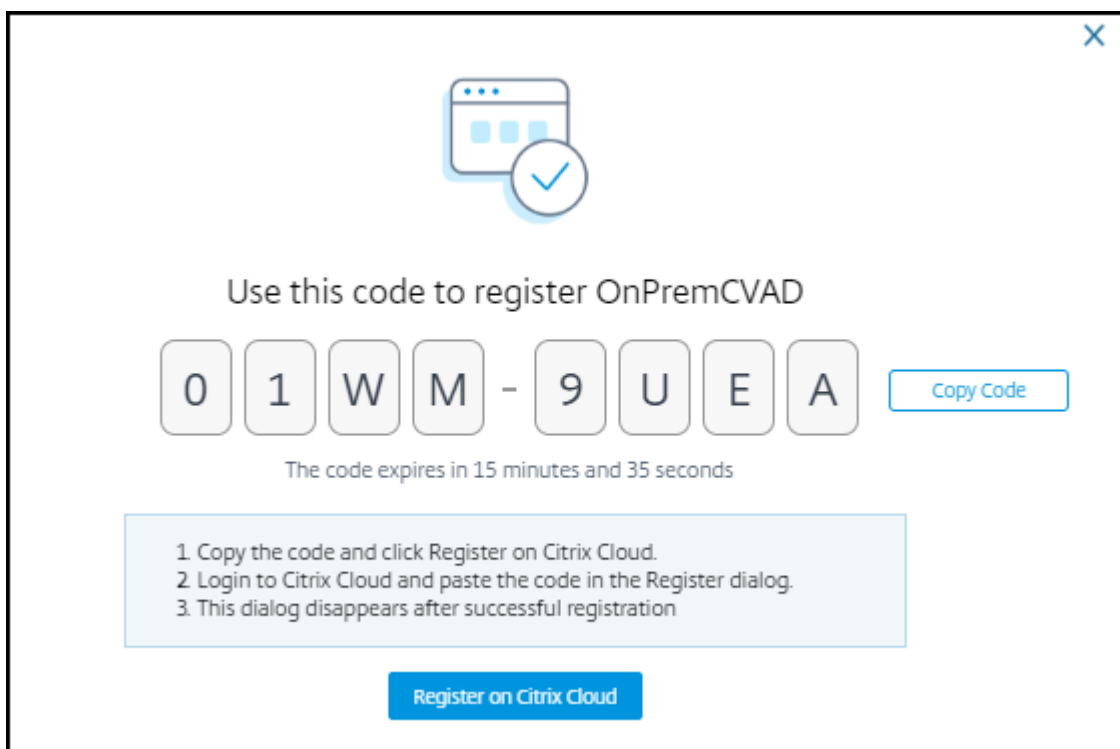 Use this code to register OnPremCVAD
0 1 W M - 9 U E A Copy Code
The code expires in 15 minutes and 35 seconds
1. Copy the code and click Register on Citrix Cloud.
2 Login to Citrix Cloud and paste the code in the Register dialog.
3. This dialog disappears after successful registration
Register on Citrix Cloud